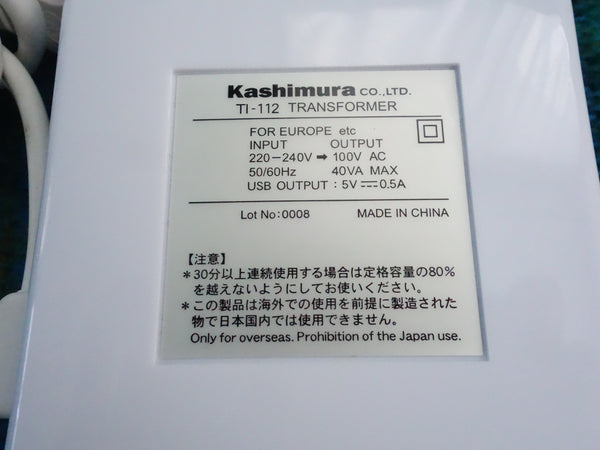 Kashimura CO.,LTD.
TI-112 TRANSFORMER
FOR EUROPE etc
INPUT OUTPUT
220-240V ➡ 100V AC
50/60Hz 40VA MAX
USB OUTPUT : 5V⎓0.5A
Lot No:0008 MADE IN CHINA
【注意】
＊30分以上連続使用する場合は定格容量の80%
を越えないようにしてお使いください。
＊この製品は海外での使用を前提に製造された
物で日本国内では使用できません。
Only for overseas. Prohibition of the Japan use.